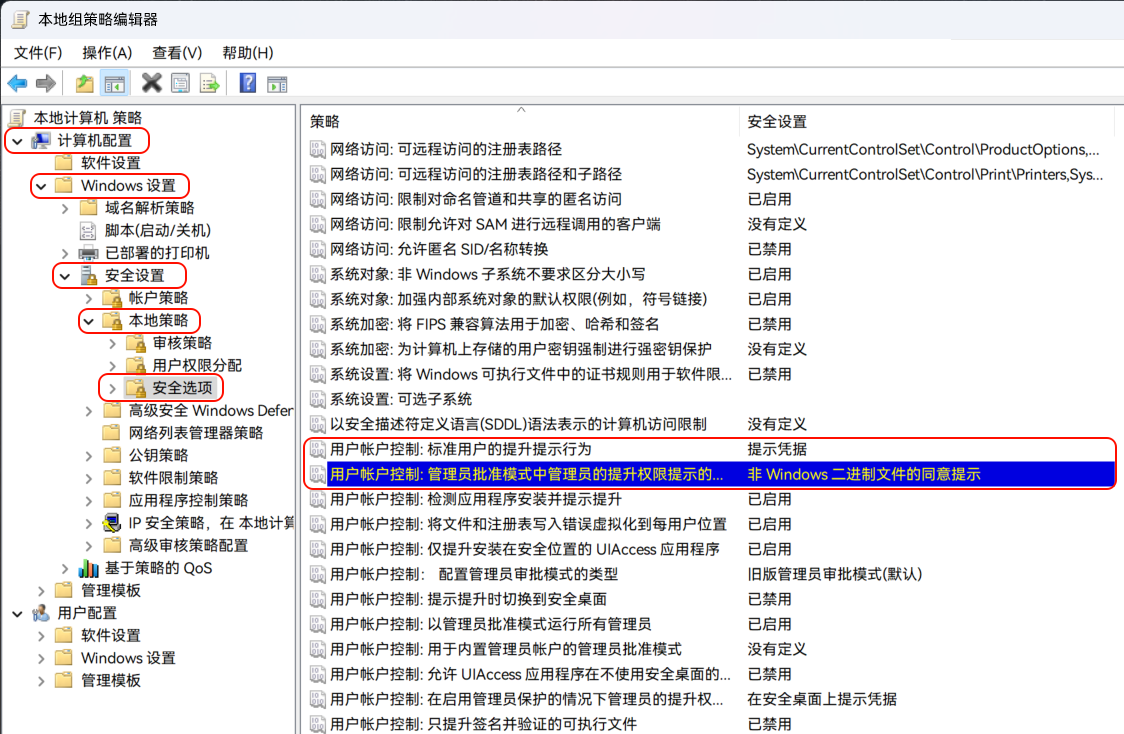 本地组策略编辑器
文件(F) 操作(A) 查看(V) 帮助(H)
本地计算机 策略
计算机配置
软件设置
Windows 设置
域名解析策略
脚本(启动/关机)
已部署的打印机
安全设置
帐户策略
本地策略
审核策略
用户权限分配
安全选项
高级安全 Windows Defen
网络列表管理器策略
公钥策略
软件限制策略
应用程序控制策略
IP 安全策略，在 本地计算
高级审核策略配置
基于策略的 QoS
管理模板
用户配置
软件设置
Windows 设置
管理模板
策略 安全设置
网络访问: 可远程访问的注册表路径 System\CurrentControlSet\Control\ProductOptions,...
网络访问: 可远程访问的注册表路径和子路径 System\CurrentControlSet\Control\Print\Printers,Sys...
网络访问: 限制对命名管道和共享的匿名访问 已启用
网络访问: 限制允许对 SAM 进行远程调用的客户端 没有定义
网络访问: 允许匿名 SID/名称转换 已禁用
系统对象: 非 Windows 子系统不要求区分大小写 已启用
系统对象: 加强内部系统对象的默认权限(例如，符号链接) 已启用
系统加密: 将 FIPS 兼容算法用于加密、哈希和签名 已禁用
系统加密: 为计算机上存储的用户密钥强制进行强密钥保护 没有定义
系统设置: 将 Windows 可执行文件中的证书规则用于软件限... 已禁用
系统设置: 可选子系统
以安全描述符定义语言(SDDL)语法表示的计算机访问限制 没有定义
用户帐户控制: 标准用户的提升提示行为 提示凭据
用户帐户控制: 管理员批准模式中管理员的提升权限提示的... 非 Windows 二进制文件的同意提示
用户帐户控制: 检测应用程序安装并提示提升 已启用
用户帐户控制: 将文件和注册表写入错误虚拟化到每用户位置 已启用
用户帐户控制: 仅提升安装在安全位置的 UIAccess 应用程序 已启用
用户帐户控制： 配置管理员审批模式的类型 旧版管理员审批模式(默认)
用户帐户控制: 提示提升时切换到安全桌面 已禁用
用户帐户控制: 以管理员批准模式运行所有管理员 已启用
用户帐户控制: 用于内置管理员帐户的管理员批准模式 没有定义
用户帐户控制: 允许 UIAccess 应用程序在不使用安全桌面的... 已禁用
用户帐户控制: 在启用管理员保护的情况下管理员的提升权... 在安全桌面上提示凭据
用户帐户控制: 只提升签名并验证的可执行文件 已禁用